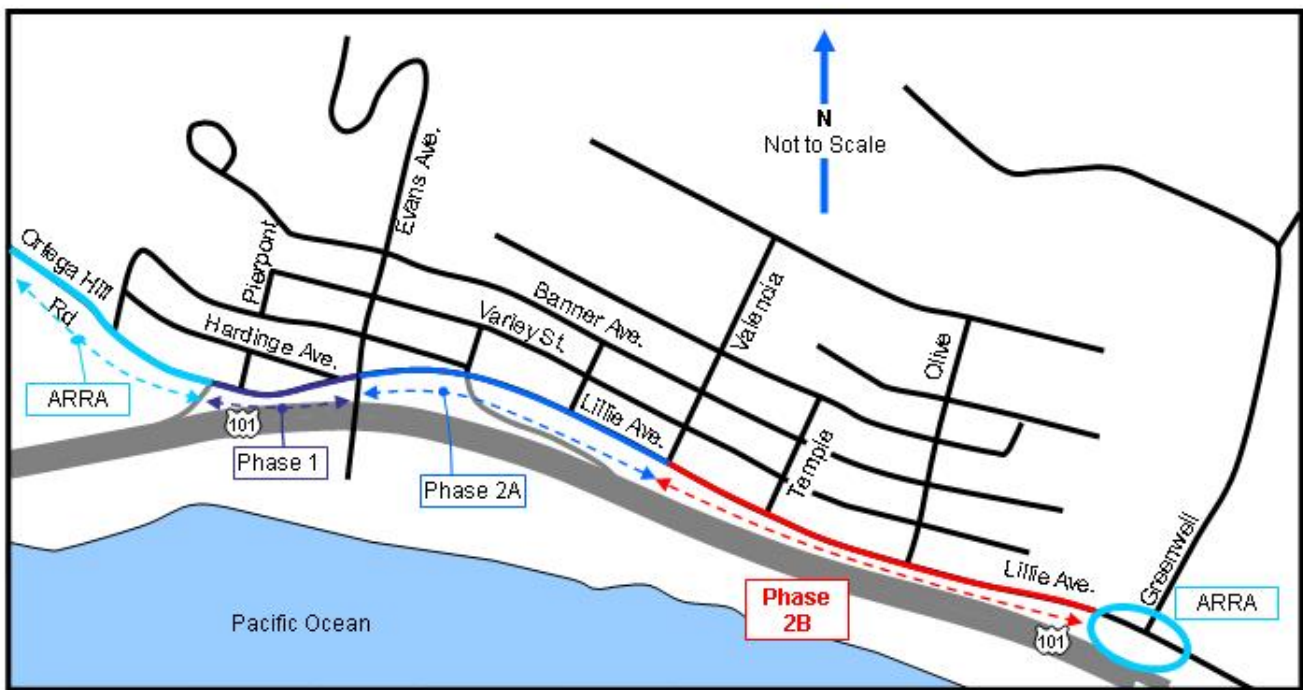 N
Not to Scale
Evans Ave.
Pierpont
Ortega Hill
Rd
Hardinge Ave.
Varley St.
Banner Ave.
Valencia
Olive
ARRA
101
Phase 1
Phase 2A
Lillie Ave.
Temple
Greenwell
Lillie Ave.
ARRA
Phase
2B
101
Pacific Ocean